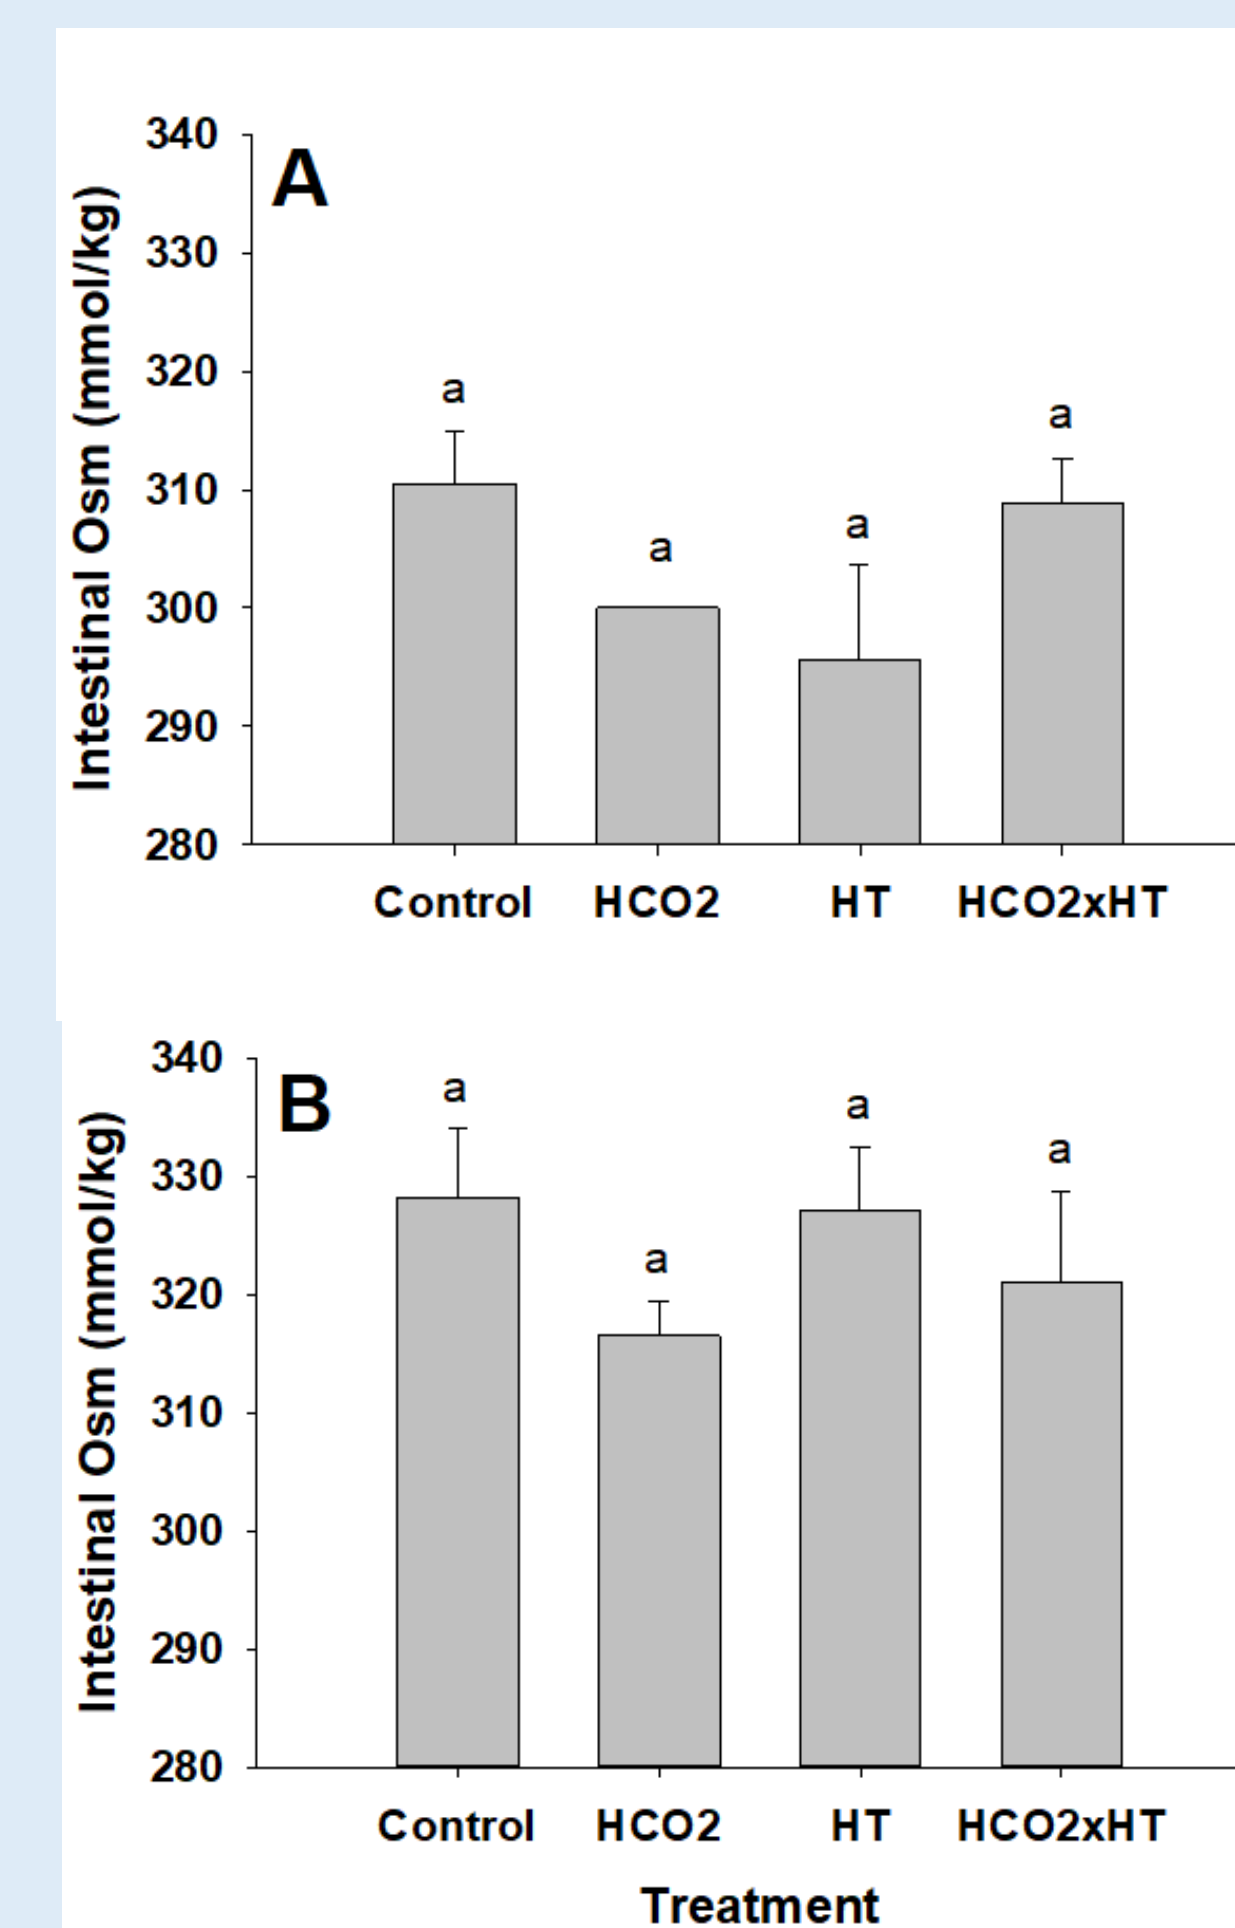 A
Intestinal Osm (mmol/kg)
340
330
320
310
300
290
280
a
a
a
a
Control HCO2 HT HCO2xHT
B
Intestinal Osm (mmol/kg)
340
330
320
310
300
290
280
a
a
a
a
Control HCO2 HT HCO2xHT
Treatment